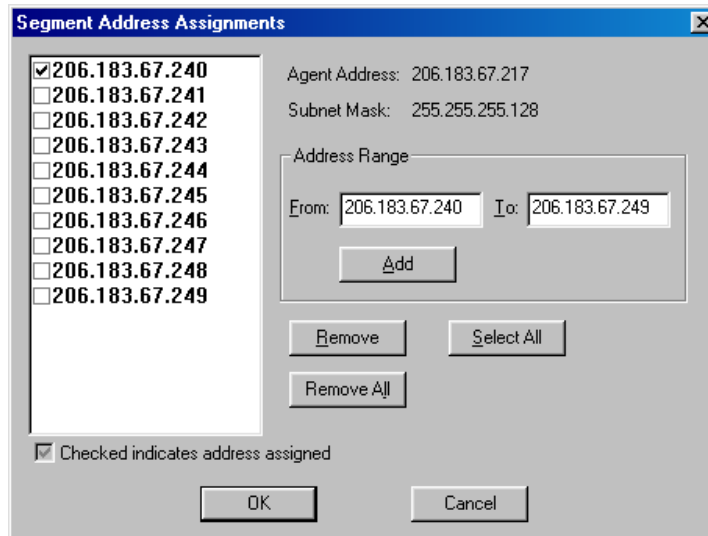 Segment Address Assignments
206.183.67.240
206.183.67.241
206.183.67.242
206.183.67.243
206.183.67.244
206.183.67.245
206.183.67.246
206.183.67.247
206.183.67.248
206.183.67.249
Agent Address: 206.183.67.217
Subnet Mask: 255.255.255.128
Address Range
From: 206.183.67.240 To: 206.183.67.249
Add
Remove Select All
Remove All
Checked indicates address assigned
OK Cancel